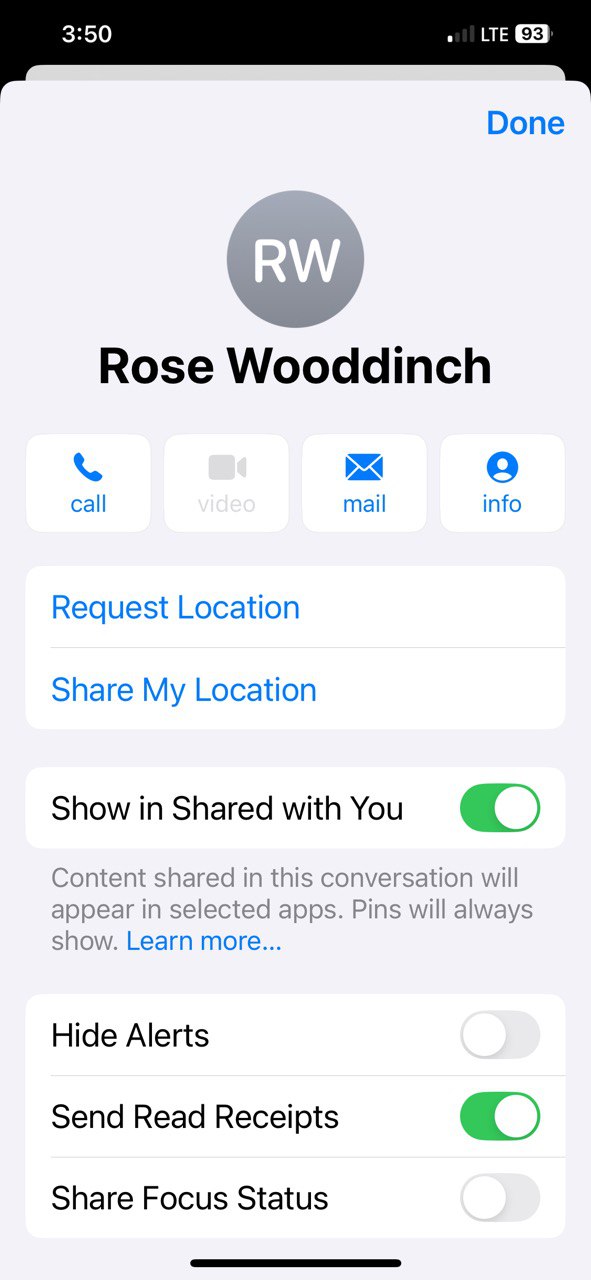 3:50
LTE 93
Done
RW
Rose Wooddinch
call
video
mail
info
Request Location
Share My Location
Show in Shared with You
Content shared in this conversation will
appear in selected apps. Pins will always
show. Learn more...
Hide Alerts
Send Read Receipts
Share Focus Status